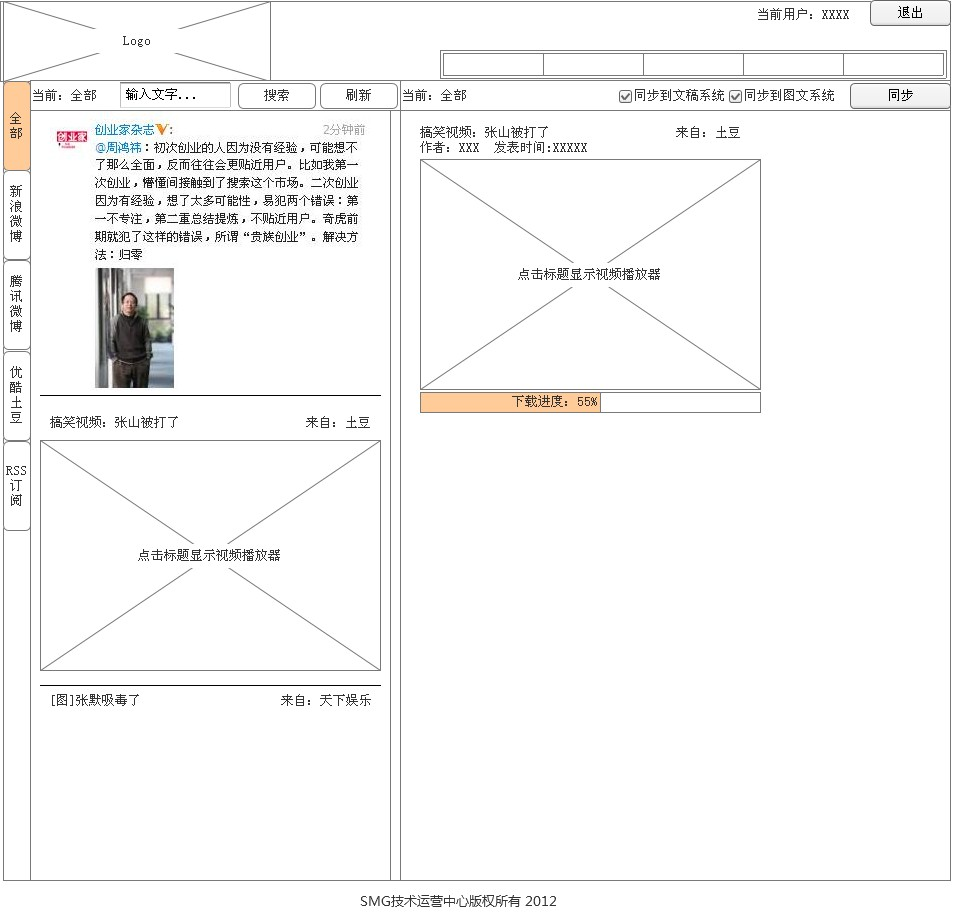 Logo
当前用户：XXXX
退出
当前：全部
输入文字...
搜索
刷新
当前：全部
同步到文稿系统
同步到图文系统
同步
全部
新浪微博
腾讯微博
优酷土豆
RSS订阅
创业家
创业家杂志：
2分钟前
@周鸿祎：初次创业的人因为没有经验，可能想不
了那么全面，反而往往会更贴近用户。比如我第一
次创业，懵懂间接触到了搜索这个市场。二次创业
因为有经验，想了太多可能性，易犯两个错误：第
一不专注，第二重总结提炼，不贴近用户。奇虎前
期就犯了这样的错误，所谓“贵族创业”。解决方
法：归零
搞笑视频：张山被打了
来自：土豆
点击标题显示视频播放器
[图]张默吸毒了
来自：天下娱乐
搞笑视频：张山被打了
来自：土豆
作者：XXX 发表时间:XXXXX
点击标题显示视频播放器
下载进度：55%
SMG技术运营中心版权所有 2012